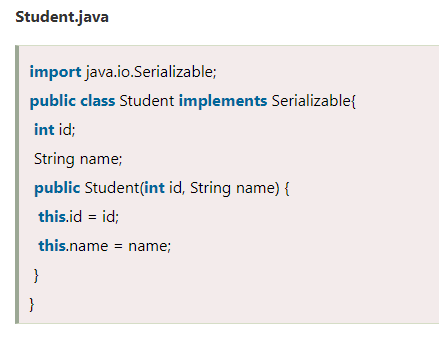 Student.java
import java.io.Serializable;
public class Student implements Serializable{
int id;
String name;
public Student(int id, String name) {
this.id = id;
this.name = name;
}
}